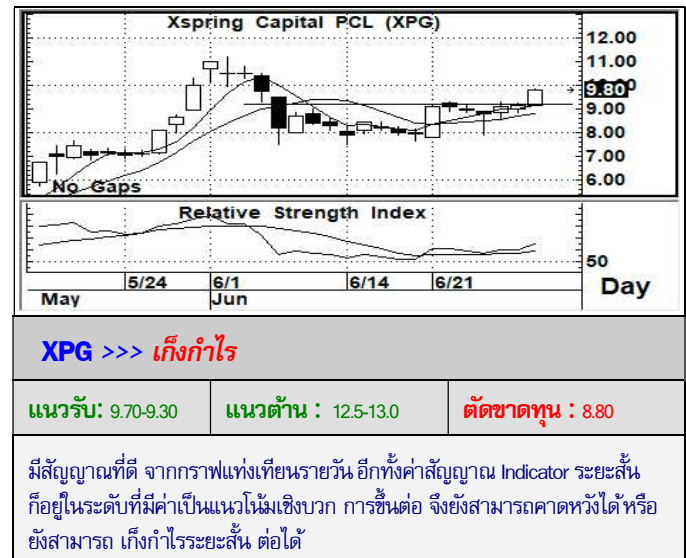 Xspring Capital PCL (XPG)
12.00
11.00
9.80
9.00
8.00
7.00
6.00
No Gaps
Relative Strength Index
50
5/24 6/1 6/14 6/21
May Jun
Day
XPG >>> เก็งกำไร
แนวรับ: 9.70-9.30 แนวต้าน : 12.5-13.0 ตัดขาดทุน : 8.80
มีสัญญาณที่ดี จากกราฟแท่งเทียนรายวัน อีกทั้งค่าสัญญาณ Indicator ระยะสั้น
ก็อยู่ในระดับที่มีค่าเป็นแนวโน้มเชิงบวก การขึ้นต่อ จึงยังสามารถคาดหวังได้ หรือ
ยังสามารถ เก็งกำไรระยะสั้น ต่อได้